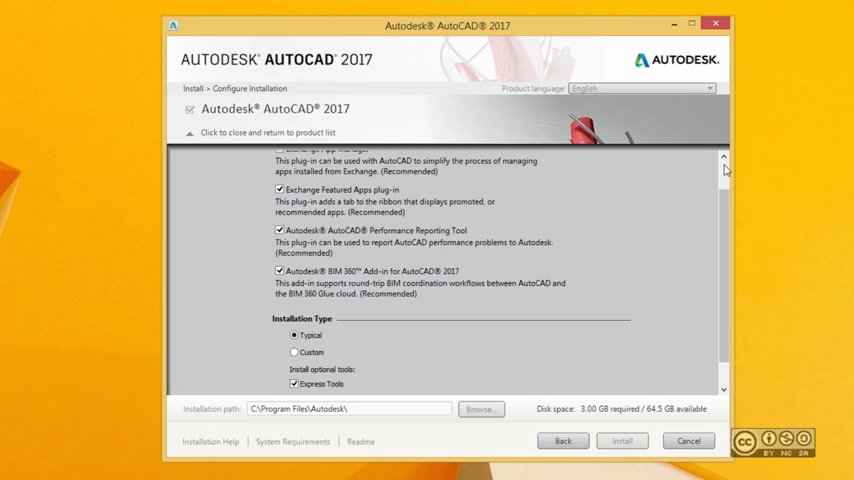 Autodesk® AutoCAD® 2017
AUTODESK® AUTOCAD® 2017
AUTODESK.
Install > Configure Installation
Product language: English
Autodesk® AutoCAD® 2017
Click to close and return to product list
Exchange App Manager
This plug-in can be used with AutoCAD to simplify the process of managing
apps installed from Exchange. (Recommended)
Exchange Featured Apps plug-in
This plug-in adds a tab to the ribbon that displays promoted, or
recommended apps. (Recommended)
Autodesk® AutoCAD® Performance Reporting Tool
This plug-in can be used to report AutoCAD performance problems to Autodesk.
(Recommended)
Autodesk® BIM 360™ Add-in for AutoCAD® 2017
This add-in supports round-trip BIM coordination workflows between AutoCAD and
the BIM 360 Glue cloud. (Recommended)
Installation Type
Typical
Custom
Install optional tools:
Express Tools
Installation path: C:\Program Files\Autodesk\ Browse... Disk space: 3.00 GB required / 64.5 GB available
Installation Help System Requirements Readme Back Install Cancel
cc
BY NC SA